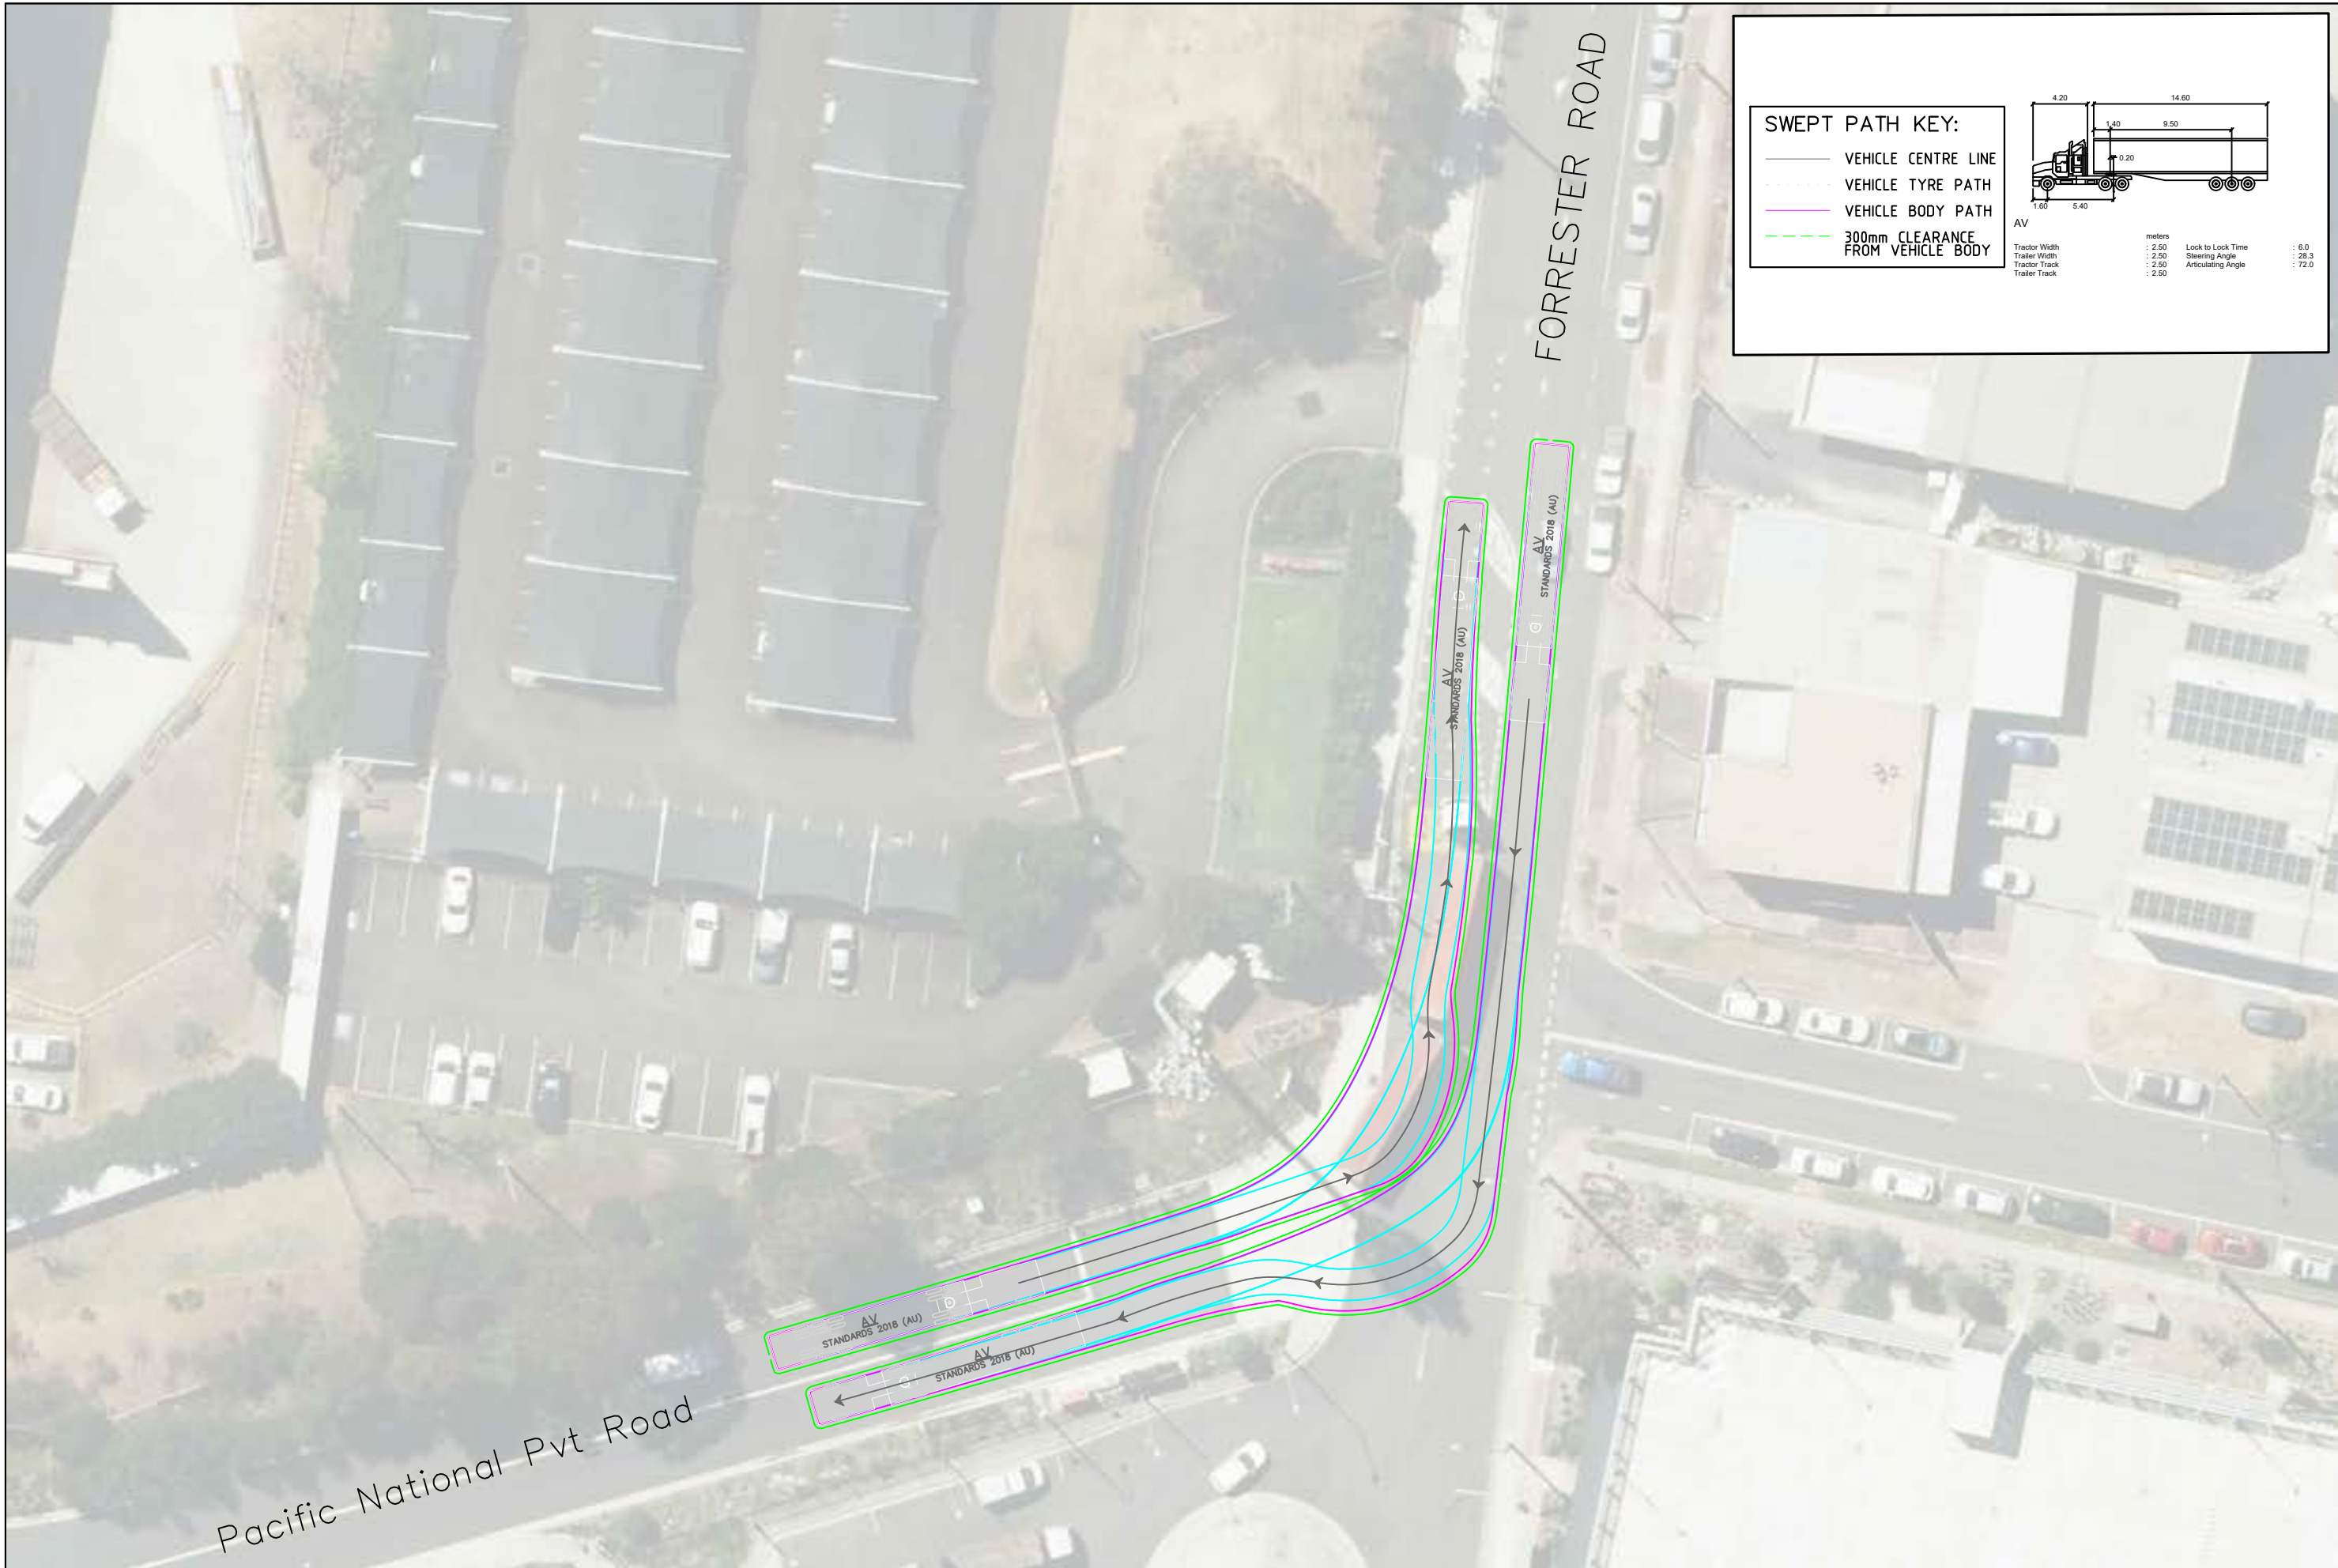 FORRESTER ROAD
SWEPT PATH KEY:
VEHICLE CENTRE LINE
VEHICLE TYRE PATH
VEHICLE BODY PATH
300mm CLEARANCE
FROM VEHICLE BODY
4.20 14.60
1.40 9.50
0.20
1.60 5.40
AV
meters
Tractor Width : 2.50 Lock to Lock Time : 6.0
Trailer Width : 2.50 Steering Angle : 28.3
Tractor Track : 2.50 Articulating Angle : 72.0
Trailer Track : 2.50
AV
STANDARDS 2018 (AU)
AV
STANDARDS 2018 (AU)
AV
STANDARDS 2018 (AU)
AV
STANDARDS 2018 (AU)
Pacific National Pvt Road